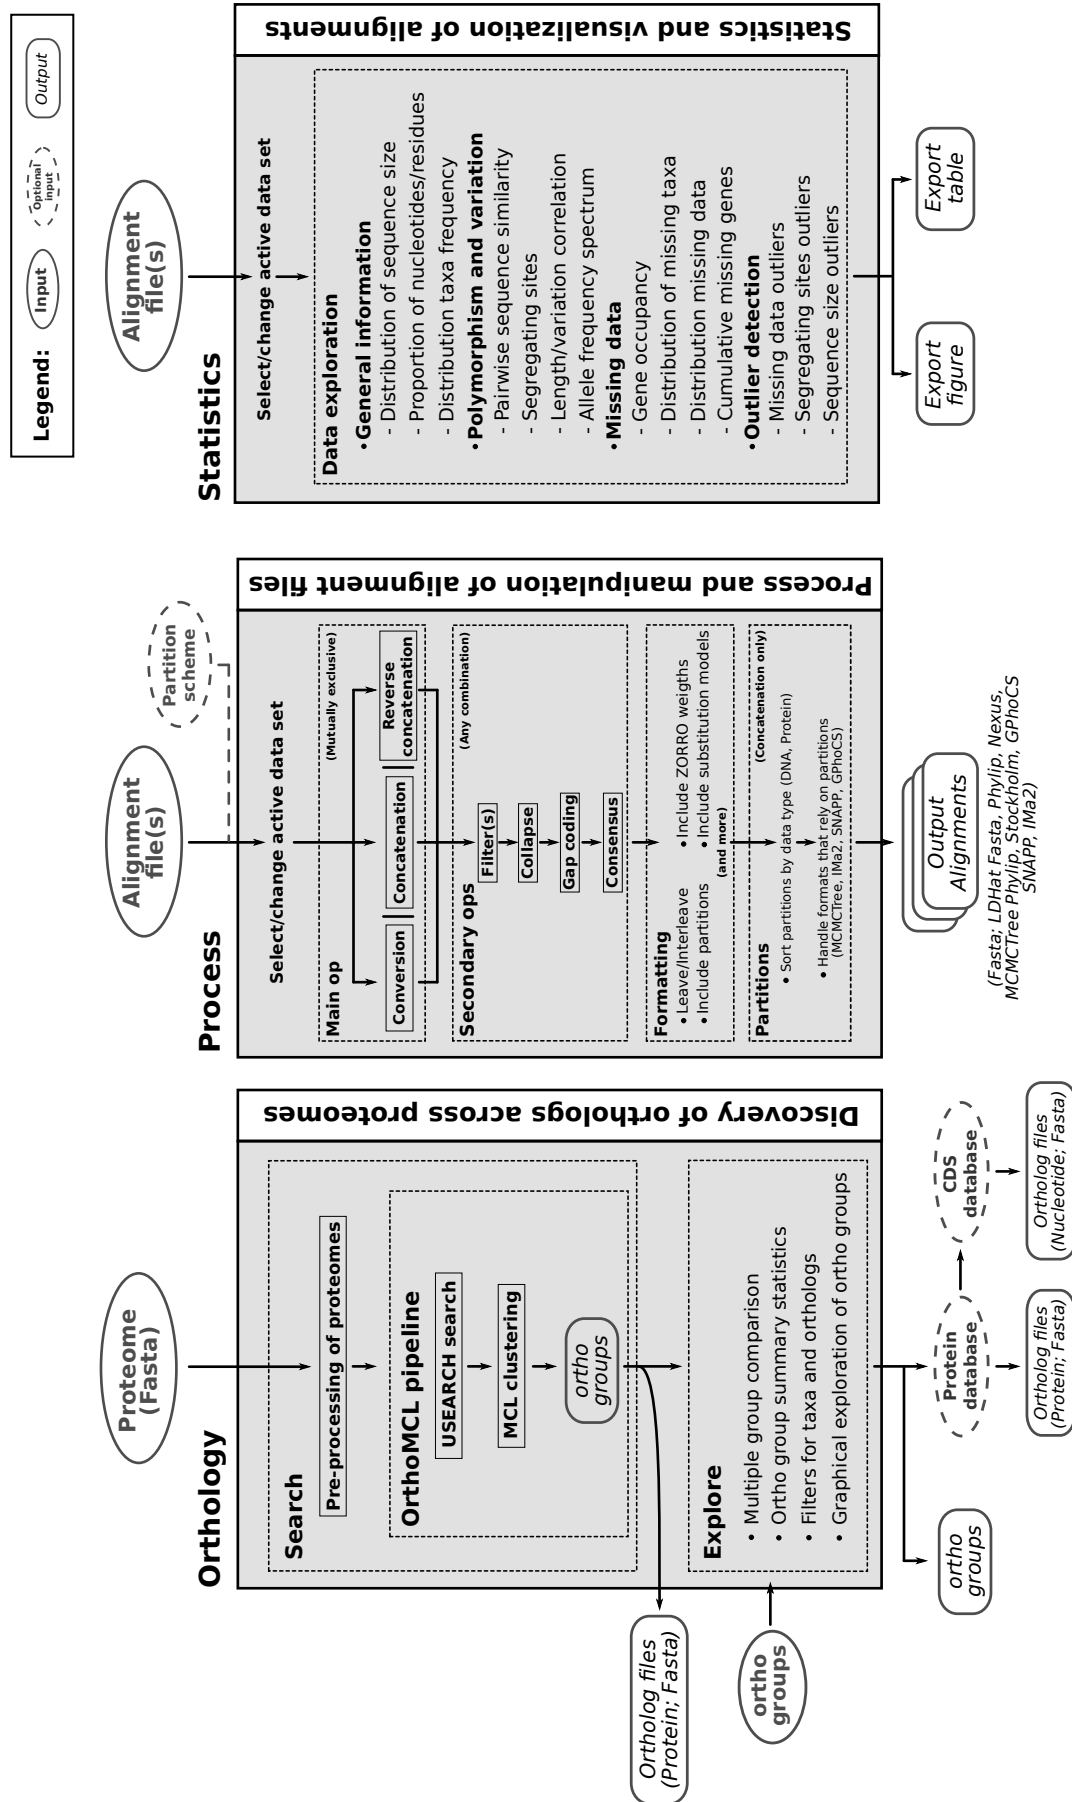 Legend:
Input
Optional
input
Output
Orthology
Proteome
(Fasta)
Discovery of orthologs across proteomes
Search
Pre-processing of proteomes
OrthoMCL pipeline
USEARCH search
MCL clustering
ortho
groups
Ortholog files
(Protein; Fasta)
ortho
groups
Explore
• Multiple group comparison
• Ortho group summary statistics
• Filters for taxa and orthologs
• Graphical exploration of ortho groups
ortho
groups
Protein
database
CDS
database
Ortholog files
(Protein; Fasta)
Ortholog files
(Nucleotide; Fasta)
Process
Alignment
file(s)
Partition
scheme
Process and manipulation of alignment files
Select/change active data set
Main op
(Mutually exclusive)
Conversion
Concatenation
Reverse
concatenation
Secondary ops
(Any combination)
Filter(s)
Collapse
Gap coding
Consensus
Formatting
• Leave/Interleave
• Include partitions
• Include ZORRO weigths
• Include substitution models
(and more)
Partitions
(Concatenation only)
• Sort partitions by data type (DNA, Protein)
• Handle formats that rely on partitions
(MCMCTree, IMa2, SNAPP, GPhoCS)
Output
Alignments
(Fasta; LDHat Fasta, Phylip, Nexus,
MCMCTree Phylip, Stockholm, GPhoCS
SNAPP, IMa2)
Statistics
Alignment
file(s)
Statistics and visualization of alignments
Select/change active data set
Data exploration
•General information
- Distribution of sequence size
- Proportion of nucleotides/residues
- Distribution taxa frequency
•Polymorphism and variation
- Pairwise sequence similarity
- Segregating sites
- Length/variation correlation
- Allele frequency spectrum
•Missing data
- Gene occupancy
- Distribution of missing taxa
- Distribution missing data
- Cumulative missing genes
•Outlier detection
- Missing data outliers
- Segregating sites outliers
- Sequence size outliers
Export
figure
Export
table